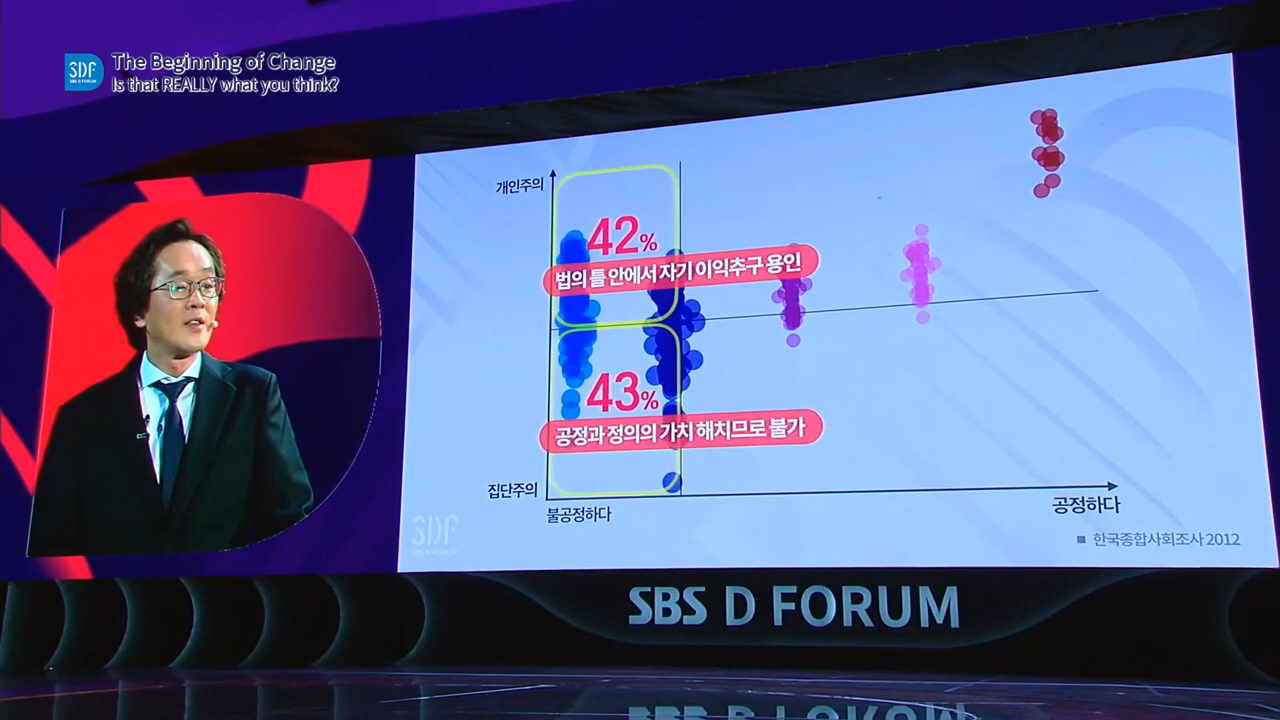 SDF
SBS D FORUM
The Beginning of Change
Is that REALLY what you think?
개인주의
42%
법의 틀 안에서 자기 이익추구 용인
43%
공정과 정의의 가치 해치므로 불가
집단주의
불공정하다
공정하다
SDF
SBS D FORUM
■ 한국종합사회조사 2012
SBS D FORUM